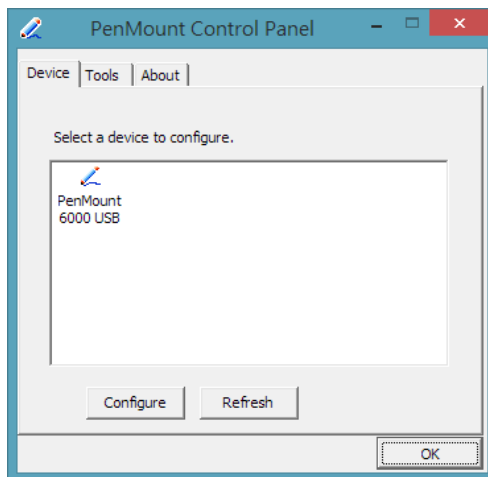 PenMount Control Panel
Device Tools About
Select a device to configure.
PenMount
6000 USB
Configure Refresh
OK